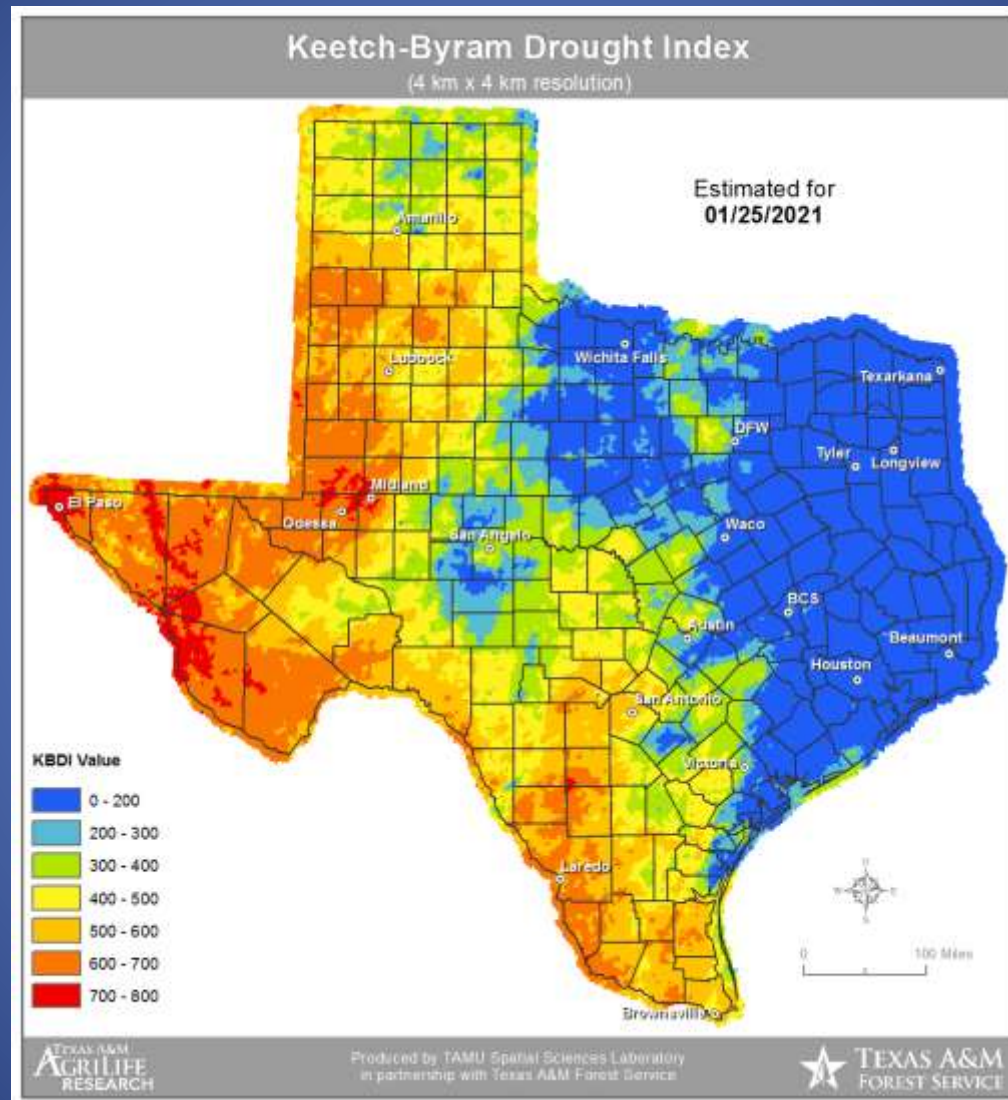 Keetch-Byram Drought Index
(4 km x 4 km resolution)
Estimated for
01/25/2021
Amarillo
Lubbock
Wichita Falls
Texarkana
DFW
Tyler
Longview
Midland
El Paso
Odessa
San Angelo
Waco
BCS
Austin
Beaumont
Houston
San Antonio
Victoria
Laredo
Brownsville
KBDI Value
0 - 200
200 - 300
300 - 400
400 - 500
500 - 600
600 - 700
700 - 800
N
W E
S
0 100 Miles
TEXAS A&M
AGRILIFE
RESEARCH
Produced by TAMU Spatial Sciences Laboratory
in partnership with Texas A&M Forest Service
TEXAS A&M
FOREST SERVICE